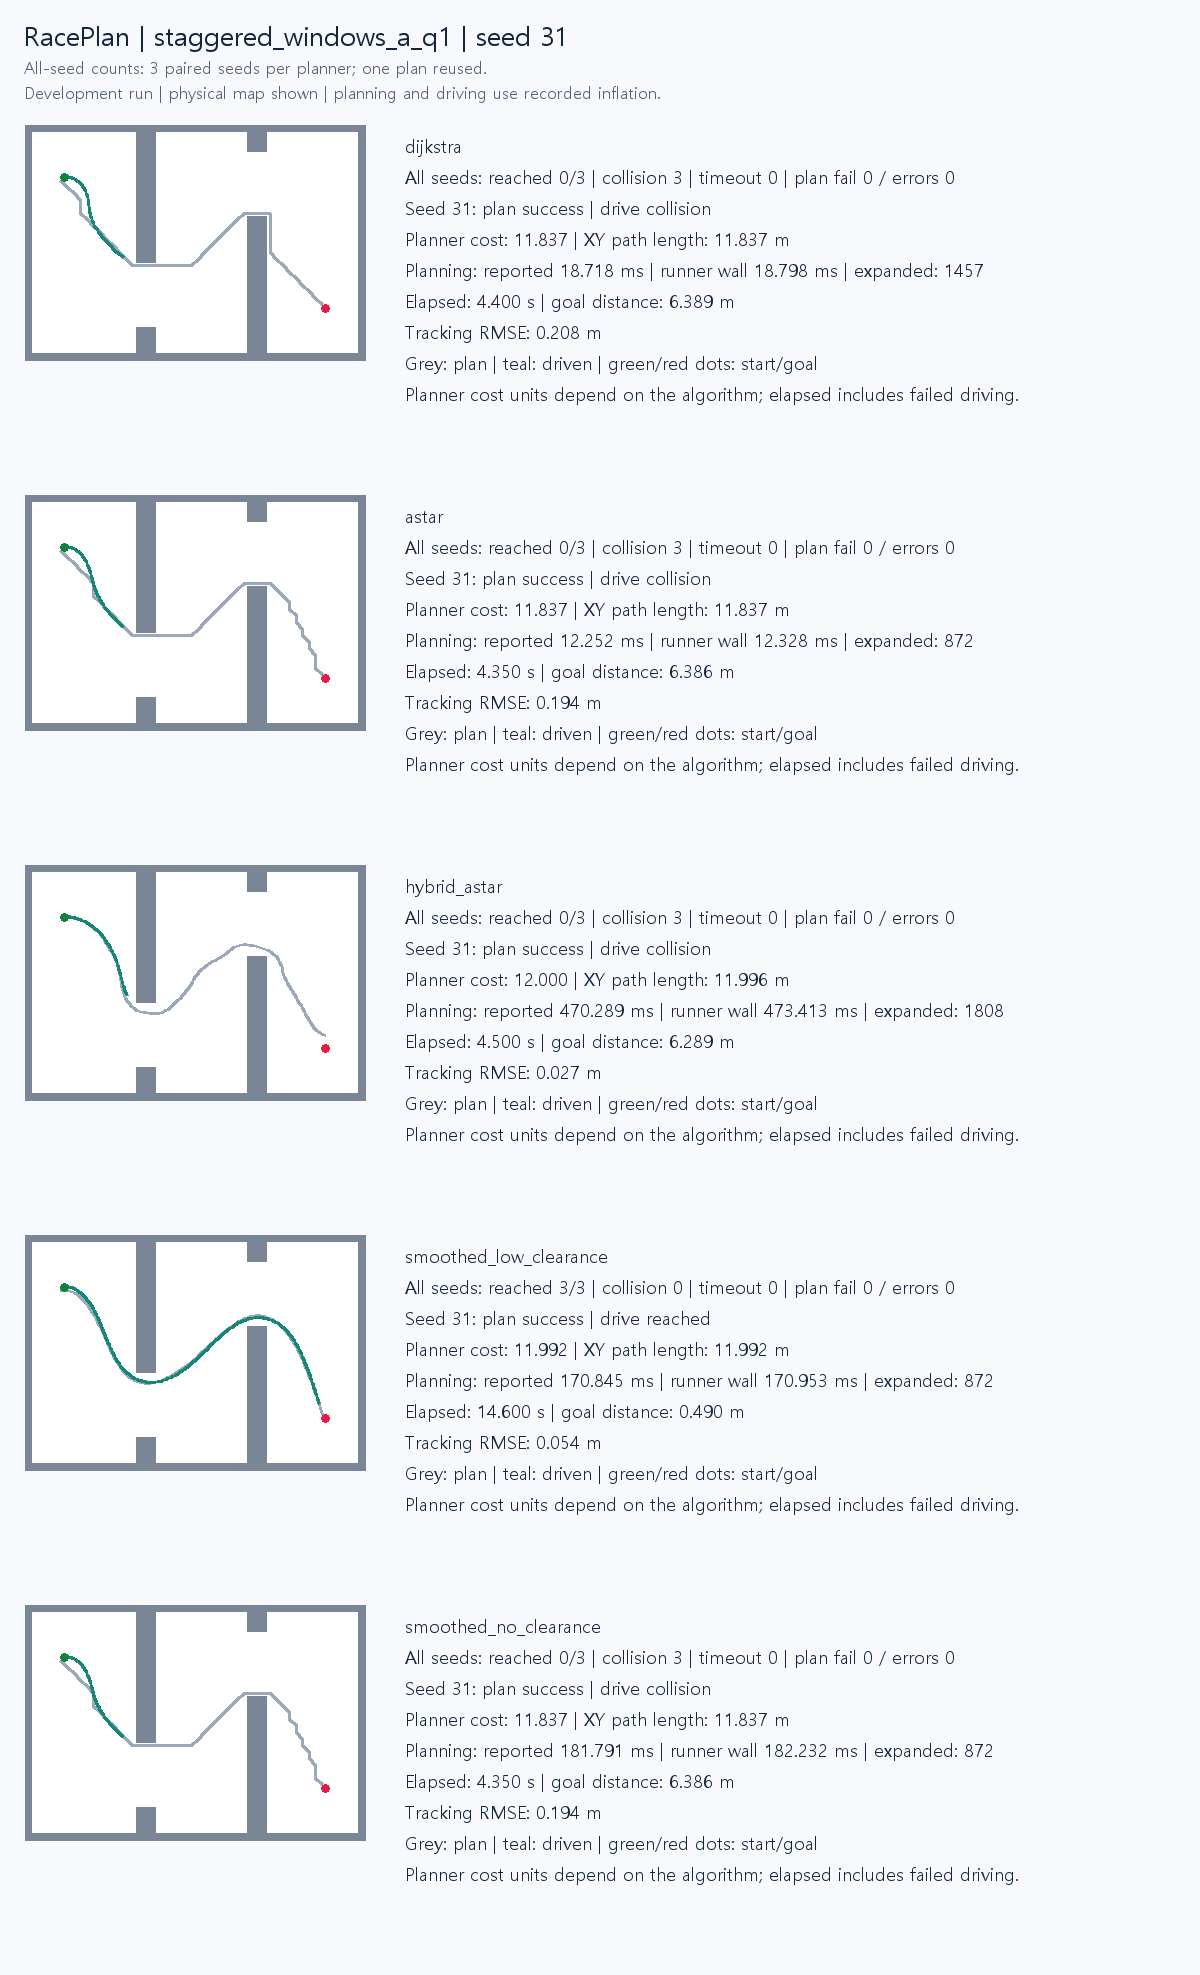 RacePlan | staggered_windows_a_q1 | seed 31
All-seed counts: 3 paired seeds per planner; one plan reused.
Development run | physical map shown | planning and driving use recorded inflation.
dijkstra
All seeds: reached 0/3 | collision 3 | timeout 0 | plan fail 0 / errors 0
Seed 31: plan success | drive collision
Planner cost: 11.837 | XY path length: 11.837 m
Planning: reported 18.718 ms | runner wall 18.798 ms | expanded: 1457
Elapsed: 4.400 s | goal distance: 6.389 m
Tracking RMSE: 0.208 m
Grey: plan | teal: driven | green/red dots: start/goal
Planner cost units depend on the algorithm; elapsed includes failed driving.
astar
All seeds: reached 0/3 | collision 3 | timeout 0 | plan fail 0 / errors 0
Seed 31: plan success | drive collision
Planner cost: 11.837 | XY path length: 11.837 m
Planning: reported 12.252 ms | runner wall 12.328 ms | expanded: 872
Elapsed: 4.350 s | goal distance: 6.386 m
Tracking RMSE: 0.194 m
Grey: plan | teal: driven | green/red dots: start/goal
Planner cost units depend on the algorithm; elapsed includes failed driving.
hybrid_astar
All seeds: reached 0/3 | collision 3 | timeout 0 | plan fail 0 / errors 0
Seed 31: plan success | drive collision
Planner cost: 12.000 | XY path length: 11.996 m
Planning: reported 470.289 ms | runner wall 473.413 ms | expanded: 1808
Elapsed: 4.500 s | goal distance: 6.289 m
Tracking RMSE: 0.027 m
Grey: plan | teal: driven | green/red dots: start/goal
Planner cost units depend on the algorithm; elapsed includes failed driving.
smoothed_low_clearance
All seeds: reached 3/3 | collision 0 | timeout 0 | plan fail 0 / errors 0
Seed 31: plan success | drive reached
Planner cost: 11.992 | XY path length: 11.992 m
Planning: reported 170.845 ms | runner wall 170.953 ms | expanded: 872
Elapsed: 14.600 s | goal distance: 0.490 m
Tracking RMSE: 0.054 m
Grey: plan | teal: driven | green/red dots: start/goal
Planner cost units depend on the algorithm; elapsed includes failed driving.
smoothed_no_clearance
All seeds: reached 0/3 | collision 3 | timeout 0 | plan fail 0 / errors 0
Seed 31: plan success | drive collision
Planner cost: 11.837 | XY path length: 11.837 m
Planning: reported 181.791 ms | runner wall 182.232 ms | expanded: 872
Elapsed: 4.350 s | goal distance: 6.386 m
Tracking RMSE: 0.194 m
Grey: plan | teal: driven | green/red dots: start/goal
Planner cost units depend on the algorithm; elapsed includes failed driving.